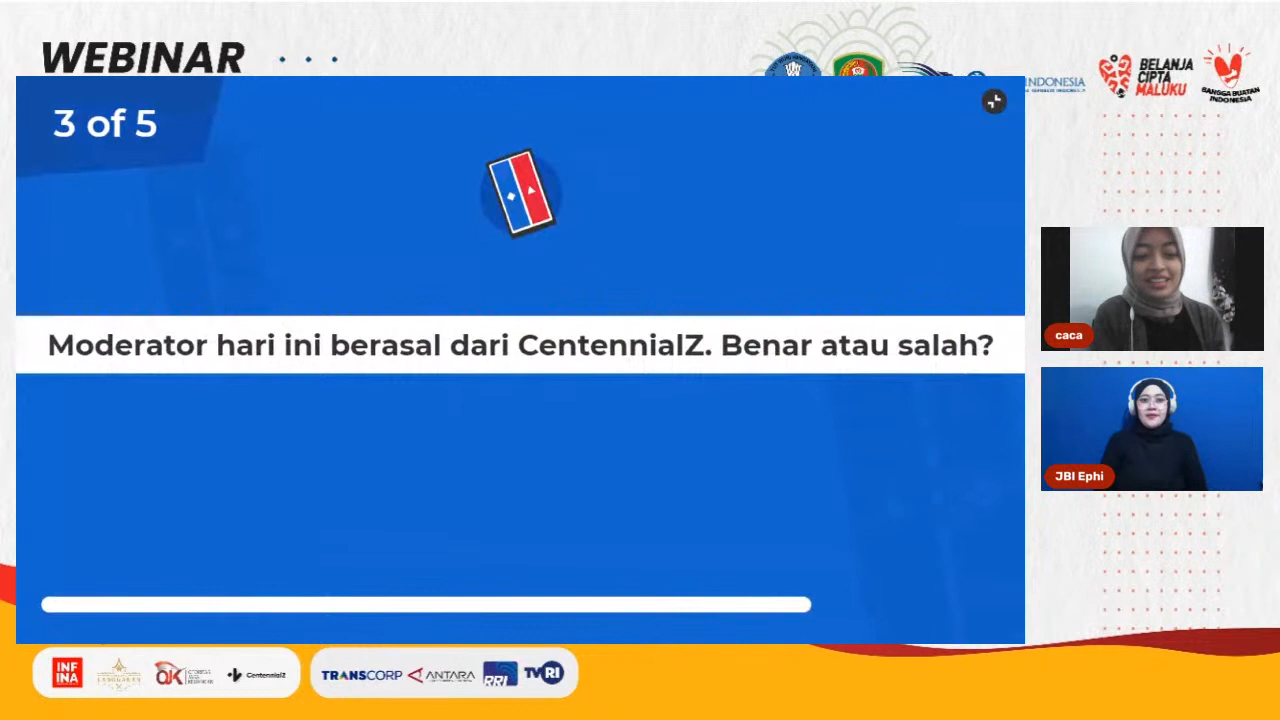 WEBINAR
INDONESIA
BELANJA
CIPTA
MALUKU
BANGGA BUATAN
INDONESIA
3 of 5
Moderator hari ini berasal dari CentennialZ. Benar atau salah?
caca
JBI Ephi
INF
INA
CentennialZ
TRANSCORP
ANTARA
RRI
TVRI